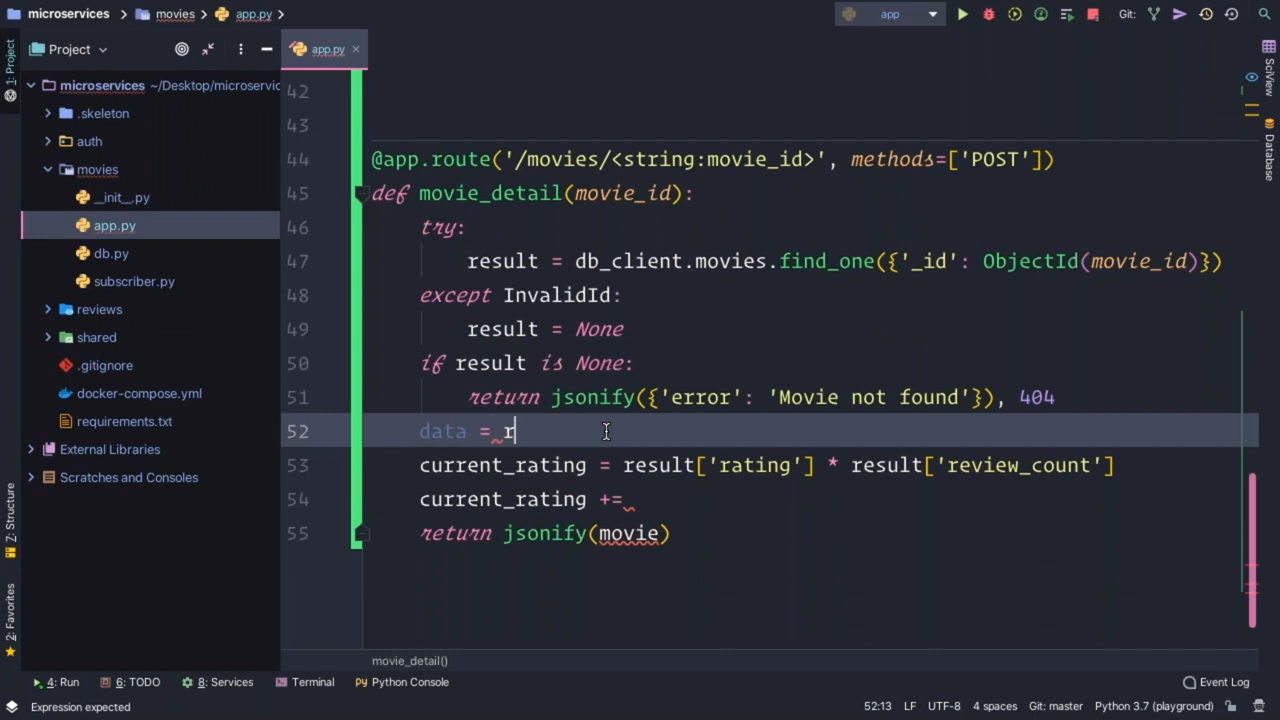 microservices movies app.py
app Git:
1: Project
Project
app.py
microservices ~/Desktop/microservic
.skeleton
auth
movies
__init__.py
app.py
db.py
subscriber.py
reviews
shared
.gitignore
docker-compose.yml
requirements.txt
External Libraries
Scratches and Consoles
42
43
44 @app.route('/movies/<string:movie_id>', methods=['POST'])
45 def movie_detail(movie_id):
46 try:
47 result = db_client.movies.find_one({'_id': ObjectId(movie_id)})
48 except InvalidId:
49 result = None
50 if result is None:
51 return jsonify({'error': 'Movie not found'}), 404
52 data = r
53 current_rating = result['rating'] * result['review_count']
54 current_rating +=
55 return jsonify(movie)
movie_detail()
SciView
Database
7: Structure
2: Favorites
4: Run 6: TODO 8: Services Terminal Python Console Event Log
Expression expected 52:13 LF UTF-8 4 spaces Git: master Python 3.7 (playground)